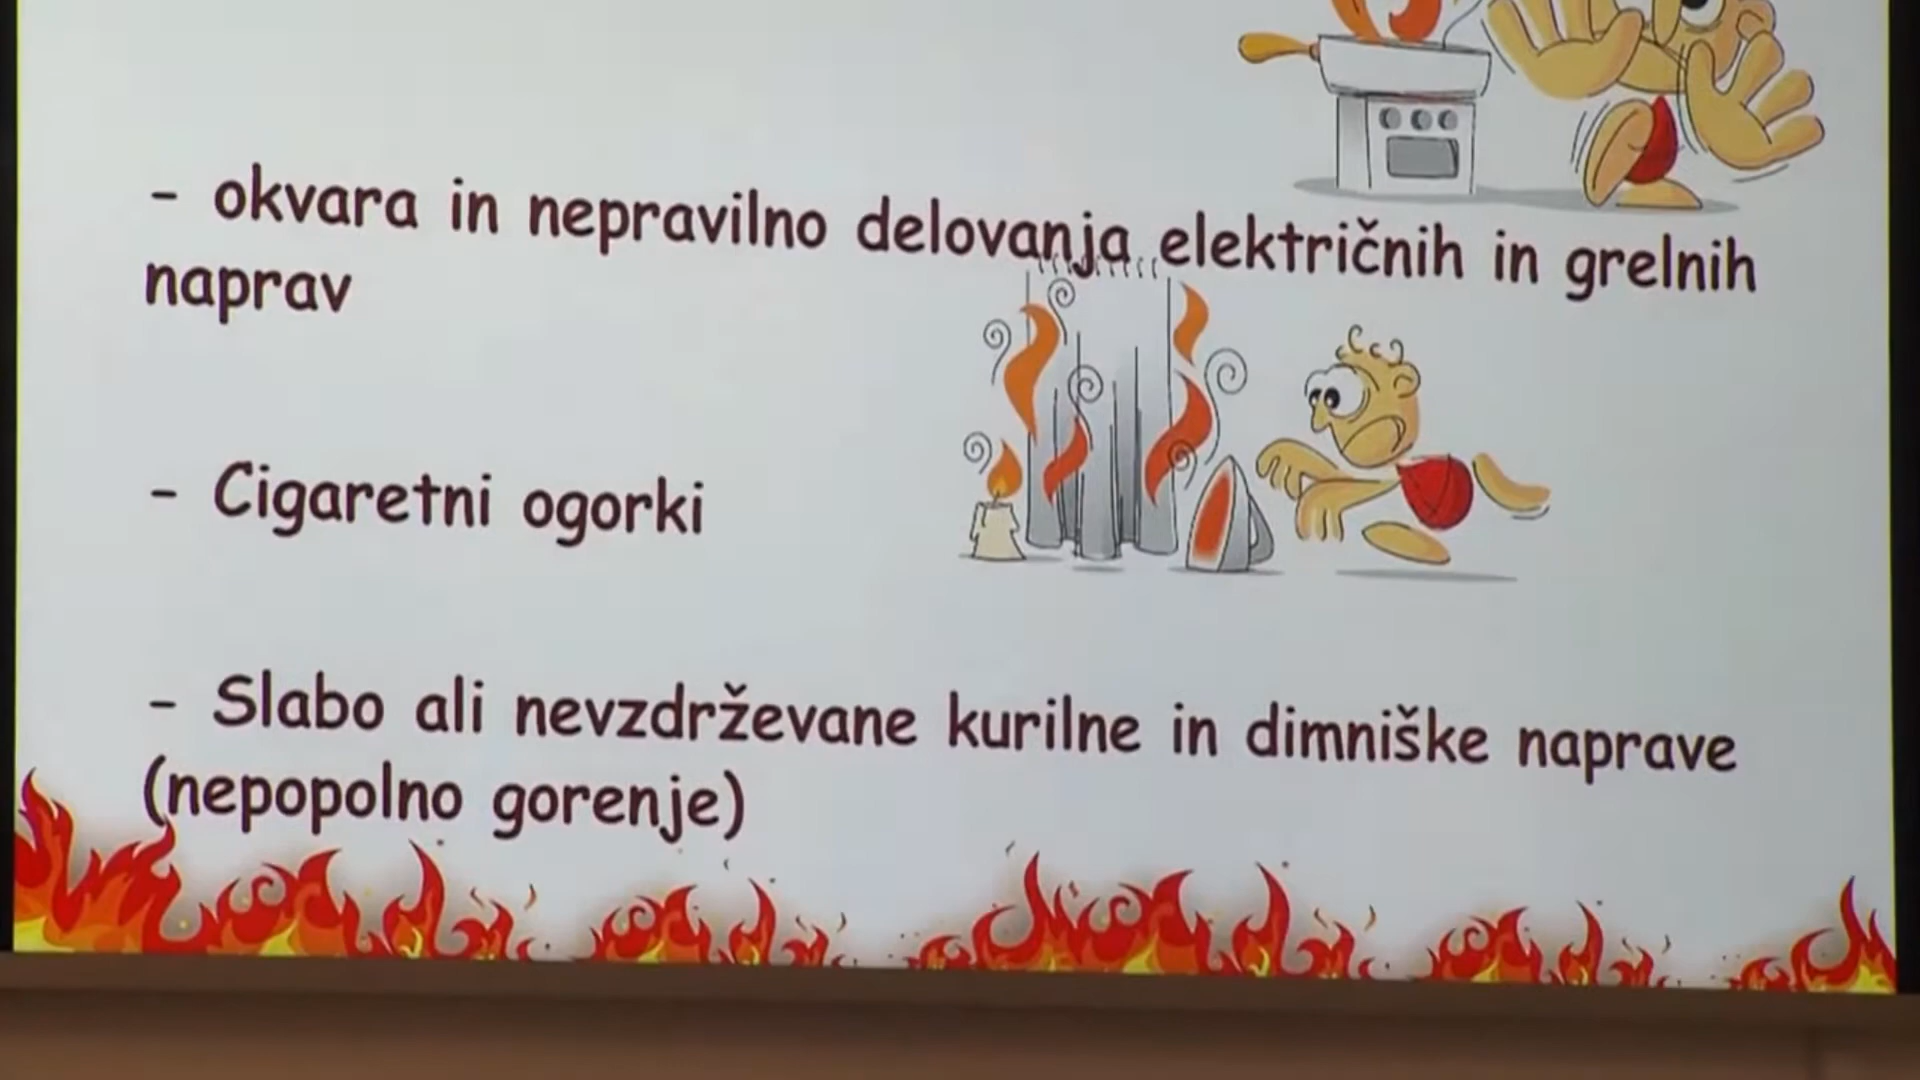 - okvara in nepravilno delovanja električnih in grelnih
naprav
- Cigaretni ogorki
- Slabo ali nevzdrževane kurilne in dimniške naprave
(nepopolno gorenje)